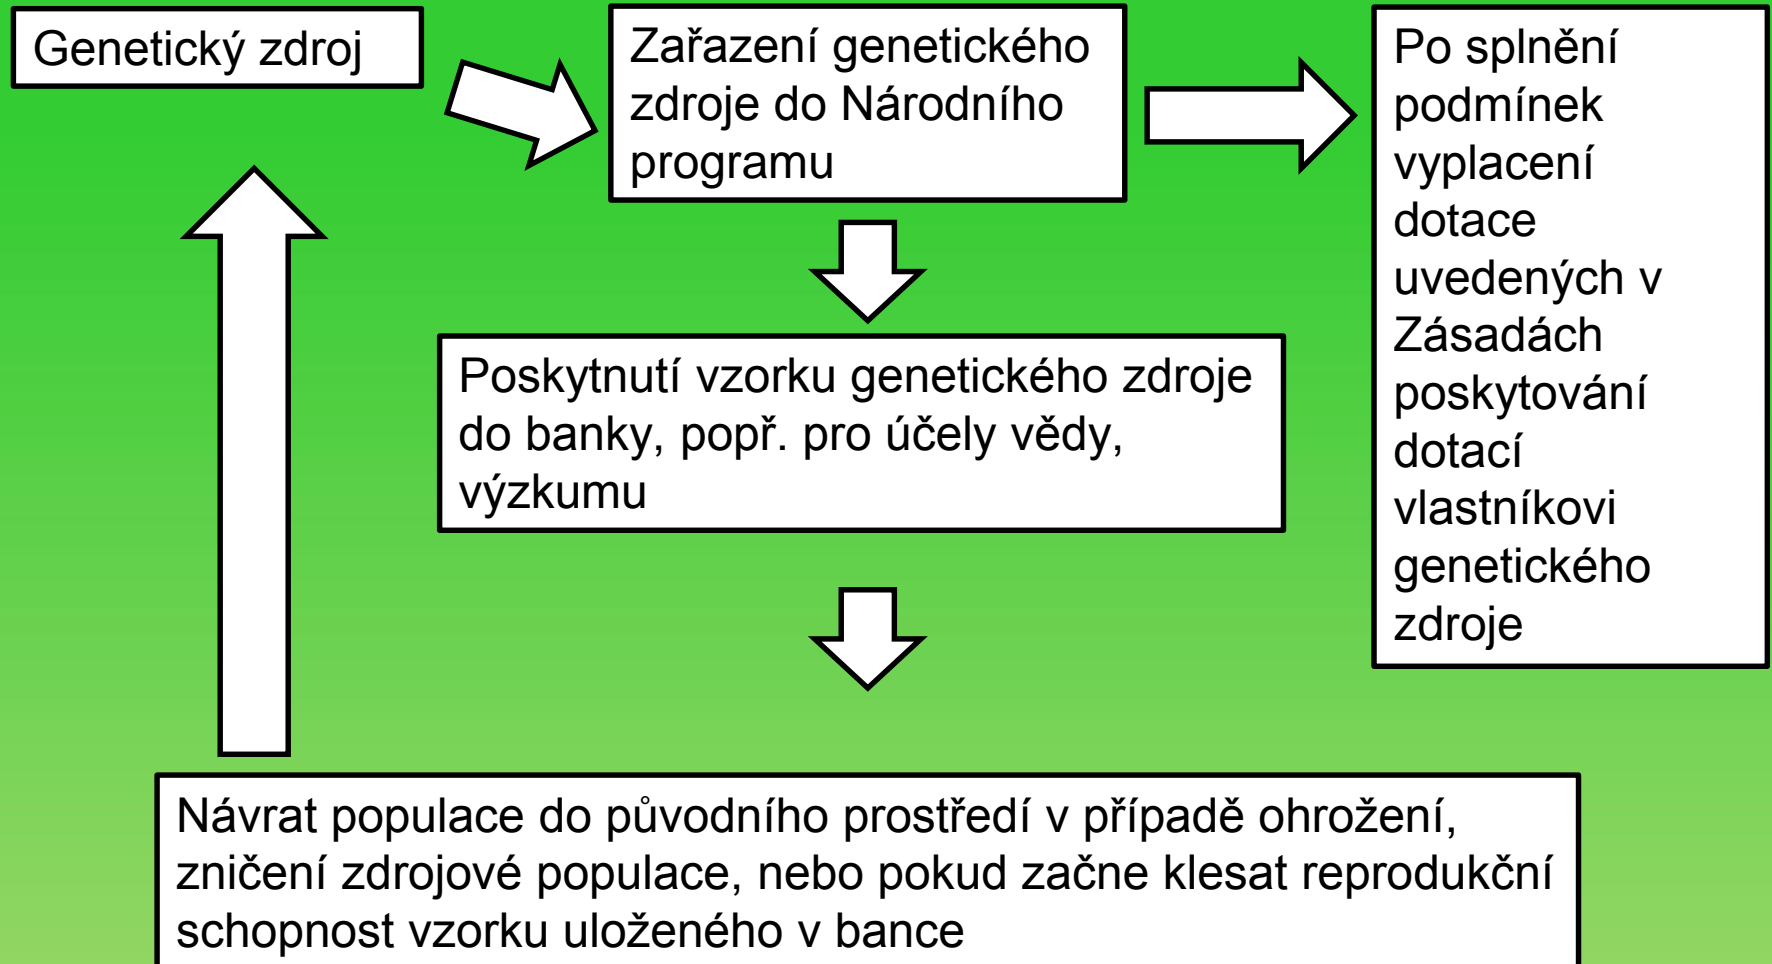 Genetický zdroj
Zařazení genetického
zdroje do Národního
programu
Po splnění
podmínek
vyplacení
dotace
uvedených v
Zásadách
poskytování
dotací
vlastníkovi
genetického
zdroje
Poskytnutí vzorku genetického zdroje
do banky, popř. pro účely vědy,
výzkumu
Návrat populace do původního prostředí v případě ohrožení,
zničení zdrojové populace, nebo pokud začne klesat reprodukční
schopnost vzorku uloženého v bance